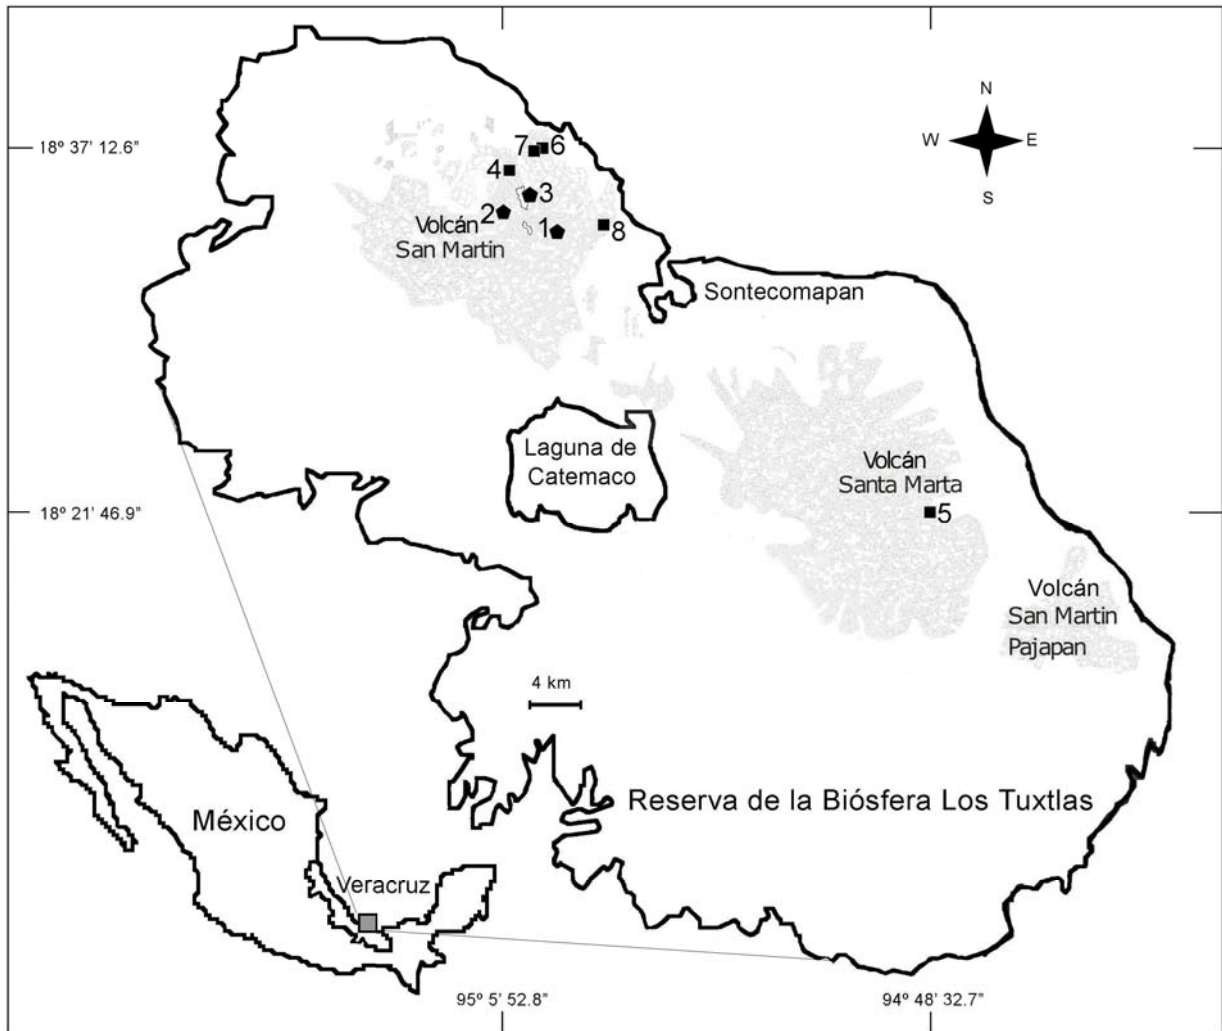 N
W E
S
18º 37' 12.6"
7 6
4
3
2
1
8
Volcán
San Martín
Sontecomapan
Laguna de
Catemaco
Volcán
Santa Marta
18º 21' 46.9"
5
Volcán
San Martin
Pajapan
4 km
Reserva de la Biósfera Los Tuxtlas
México
Veracruz
95º 5' 52.8"
94º 48' 32.7"